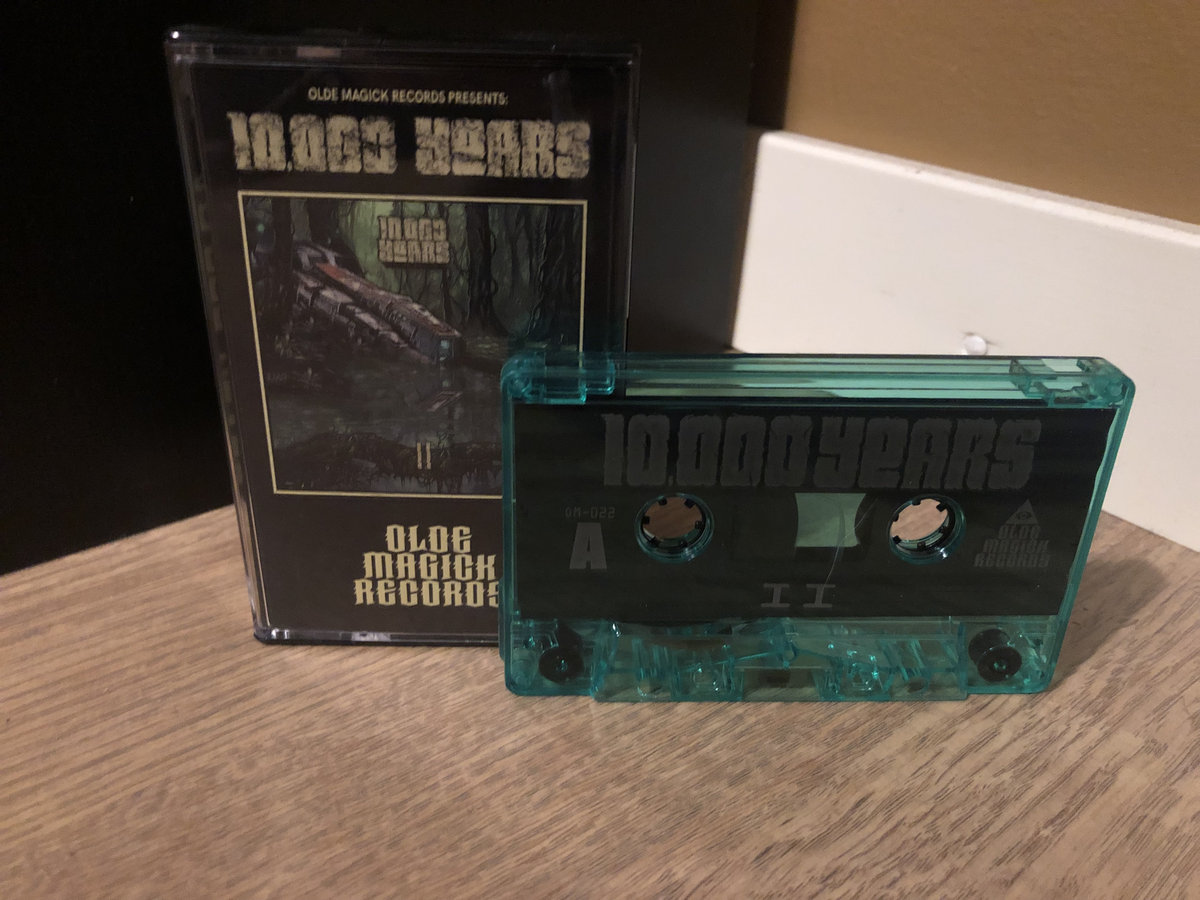 OLDE MAGICK RECORDS PRESENTS:
10,000 YEARS
10,000
YEARS
II
OLDE
MAGICK
RECORDS
10,000 YEARS
OM-022
A
OLDE
MAGICK
RECORDS
II